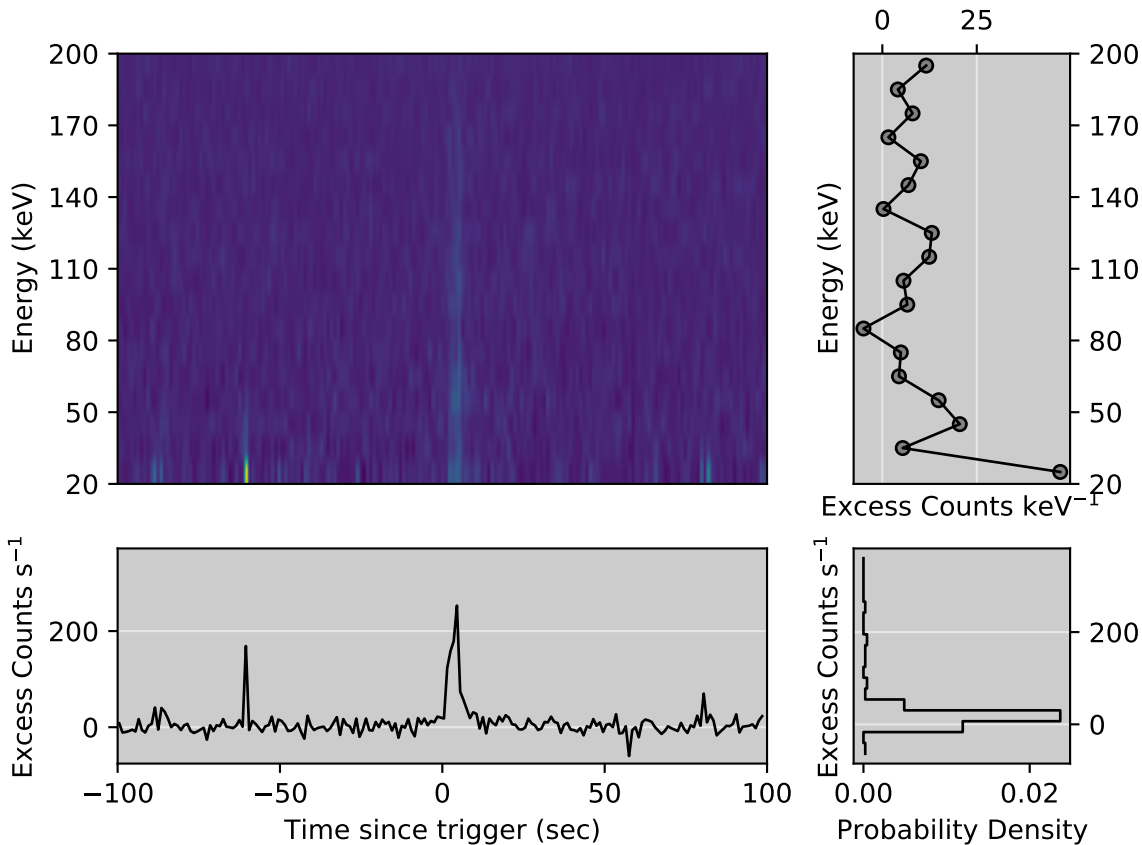 0 25
200
170
140
110
80
50
20
Energy (keV)
Energy (keV)
200
170
140
110
80
50
20
Excess Counts keV⁻¹
Excess Counts s⁻¹
200
0
−100 −50 0 50 100
Time since trigger (sec)
Excess Counts s⁻¹
200
0
0.00 0.02
Probability Density